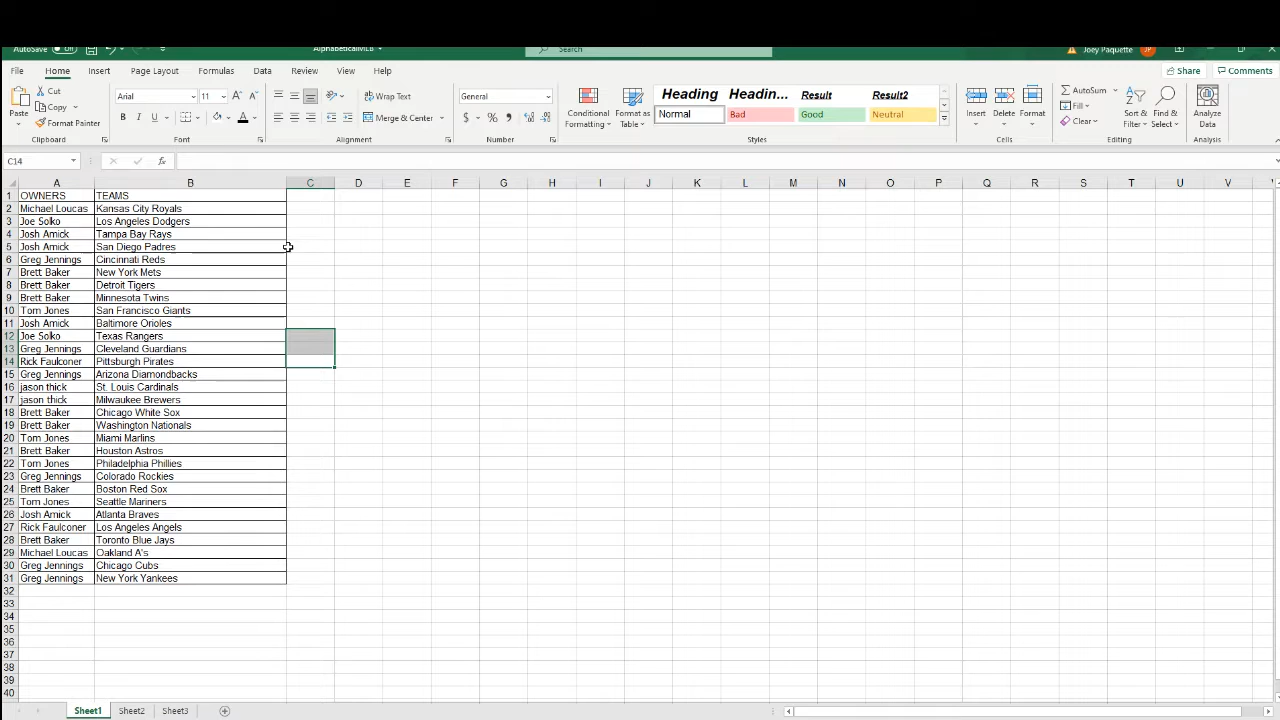 AutoSave Off AlphabeticalMLB Search Joey Paquette JP
File Home Insert Page Layout Formulas Data Review View Help Share Comments
Paste Cut Copy Format Painter Clipboard
Arial 11 A A B I U A Font
Wrap Text Merge & Center Alignment
General $ % Number
Conditional Formatting Format as Table
Heading Headin... Result Result2
Normal Bad Good Neutral
Styles
Insert Delete Format Cells
AutoSum Fill Clear Sort & Filter Find & Select Editing
Analyze Data Analysis
C14 fx
A B C D E F G H I J K L M N O P Q R S T U V
1 OWNERS TEAMS
2 Michael Loucas Kansas City Royals
3 Joe Solko Los Angeles Dodgers
4 Josh Amick Tampa Bay Rays
5 Josh Amick San Diego Padres
6 Greg Jennings Cincinnati Reds
7 Brett Baker New York Mets
8 Brett Baker Detroit Tigers
9 Brett Baker Minnesota Twins
10 Tom Jones San Francisco Giants
11 Josh Amick Baltimore Orioles
12 Joe Solko Texas Rangers
13 Greg Jennings Cleveland Guardians
14 Rick Faulconer Pittsburgh Pirates
15 Greg Jennings Arizona Diamondbacks
16 jason thick St. Louis Cardinals
17 jason thick Milwaukee Brewers
18 Brett Baker Chicago White Sox
19 Brett Baker Washington Nationals
20 Tom Jones Miami Marlins
21 Brett Baker Houston Astros
22 Tom Jones Philadelphia Phillies
23 Greg Jennings Colorado Rockies
24 Brett Baker Boston Red Sox
25 Tom Jones Seattle Mariners
26 Josh Amick Atlanta Braves
27 Rick Faulconer Los Angeles Angels
28 Brett Baker Toronto Blue Jays
29 Michael Loucas Oakland A's
30 Greg Jennings Chicago Cubs
31 Greg Jennings New York Yankees
32
33
34
35
36
37
38
39
40
Sheet1 Sheet2 Sheet3